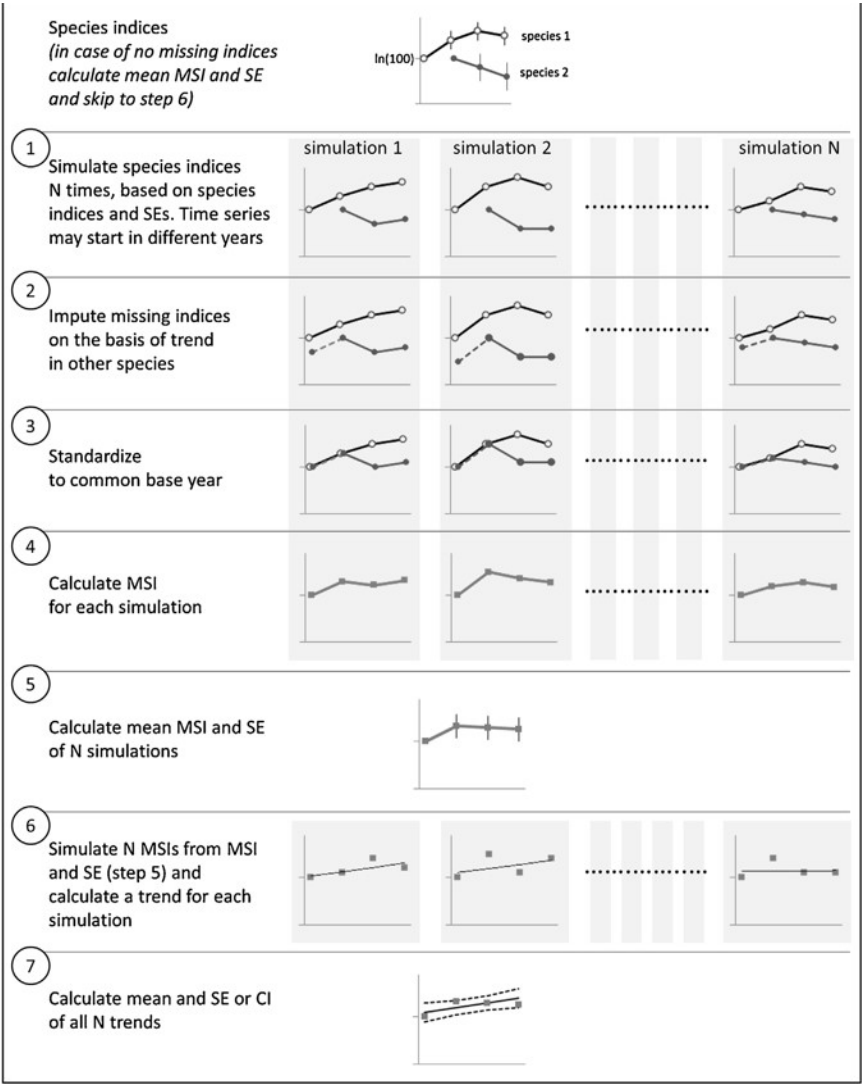 Species indices
(in case of no missing indices
calculate mean MSI and SE
and skip to step 6)
ln(100)
species 1
species 2
1
Simulate species indices
N times, based on species
indices and SEs. Time series
may start in different years
simulation 1
simulation 2
simulation N
2
Impute missing indices
on the basis of trend
in other species
3
Standardize
to common base year
4
Calculate MSI
for each simulation
5
Calculate mean MSI and SE
of N simulations
6
Simulate N MSIs from MSI
and SE (step 5) and
calculate a trend for each
simulation
7
Calculate mean and SE or CI
of all N trends